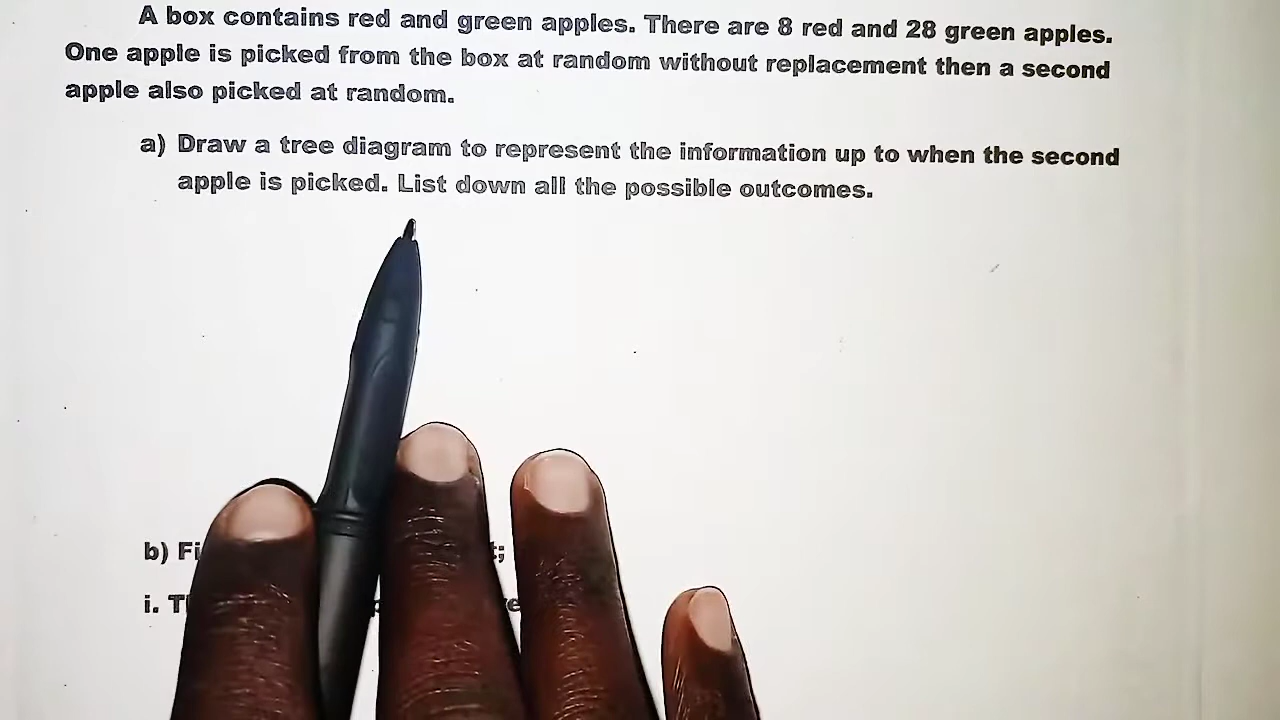 A box contains red and green apples. There are 8 red and 28 green apples.
One apple is picked from the box at random without replacement then a second
apple also picked at random.
a) Draw a tree diagram to represent the information up to when the second
apple is picked. List down all the possible outcomes.
b)
i.